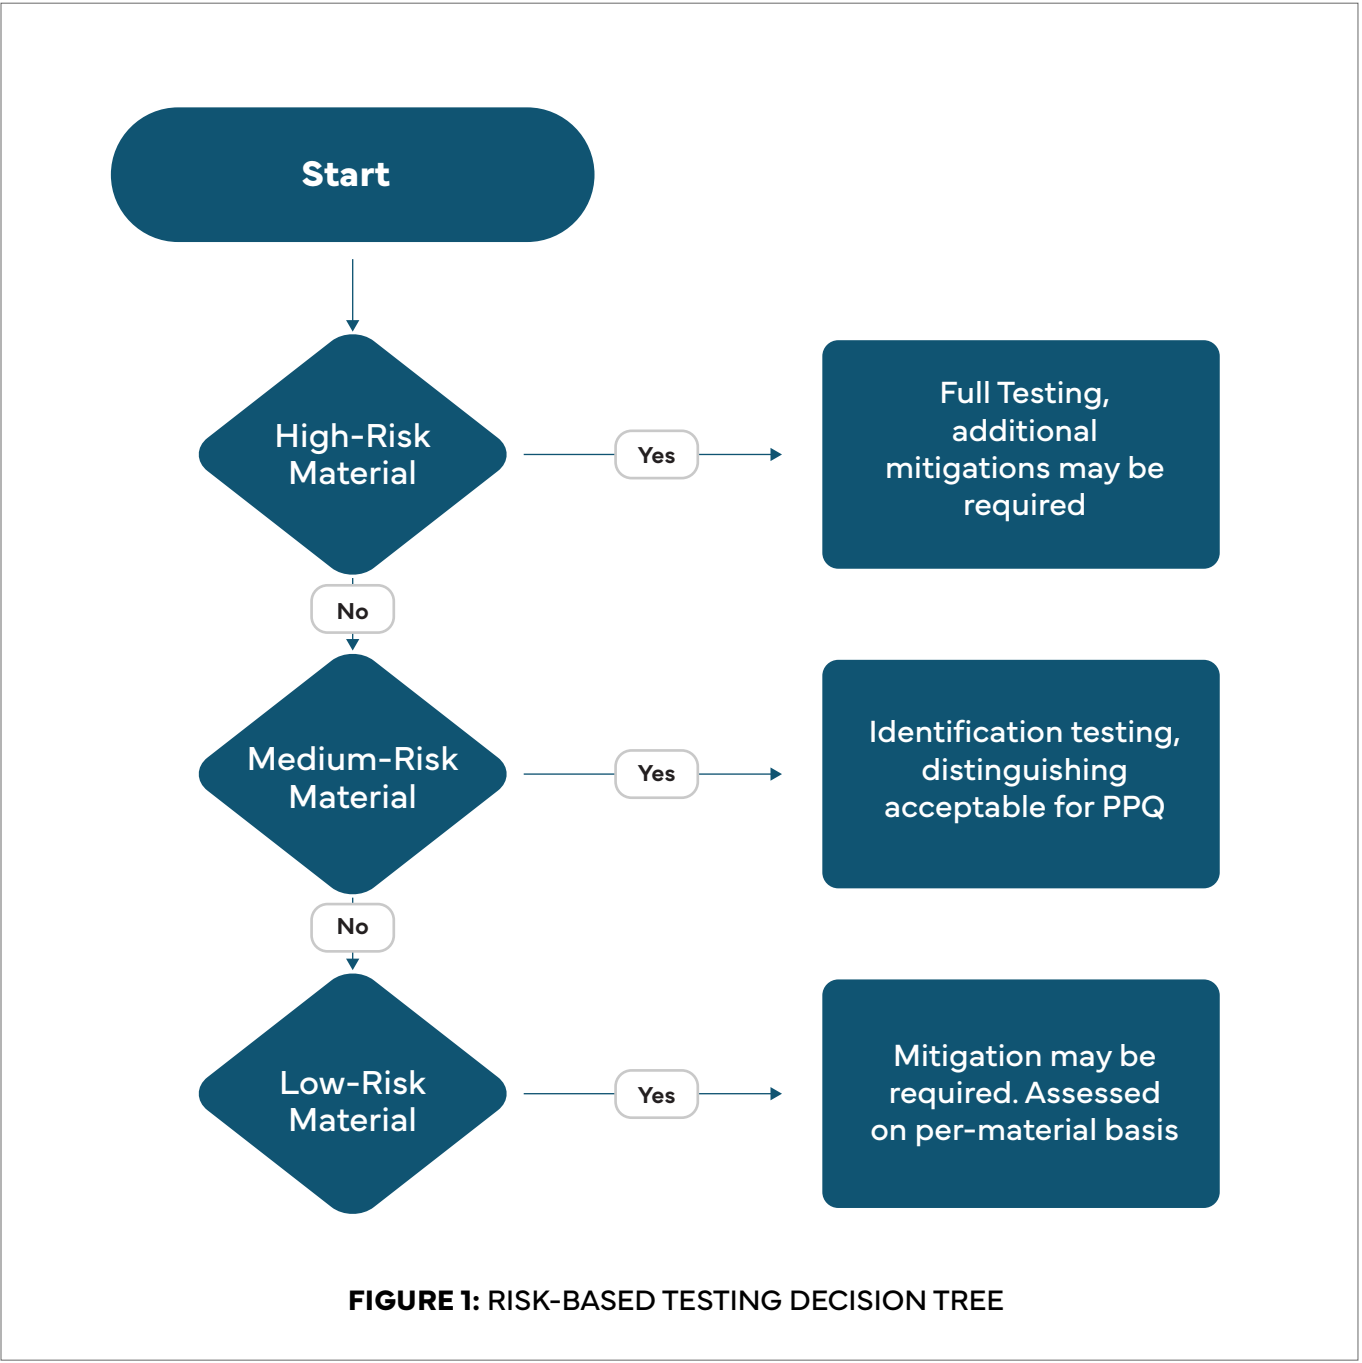 Start
High-Risk
Material
Yes
Full Testing,
additional
mitigations may be
required
No
Medium-Risk
Material
Yes
Identification testing,
distinguishing
acceptable for PPQ
No
Low-Risk
Material
Yes
Mitigation may be
required. Assessed
on per-material basis
FIGURE 1: RISK-BASED TESTING DECISION TREE